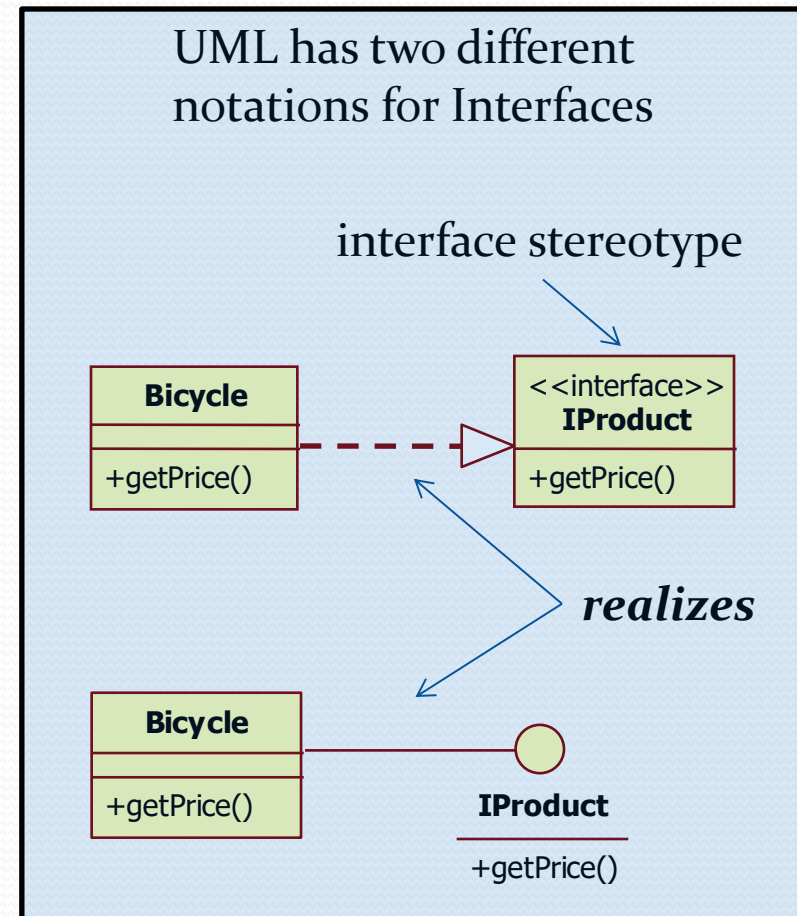 UML has two different
notations for Interfaces
interface stereotype
Bicycle
+getPrice()
<<interface>>
IProduct
+getPrice()
realizes
Bicycle
+getPrice()
IProduct
+getPrice()